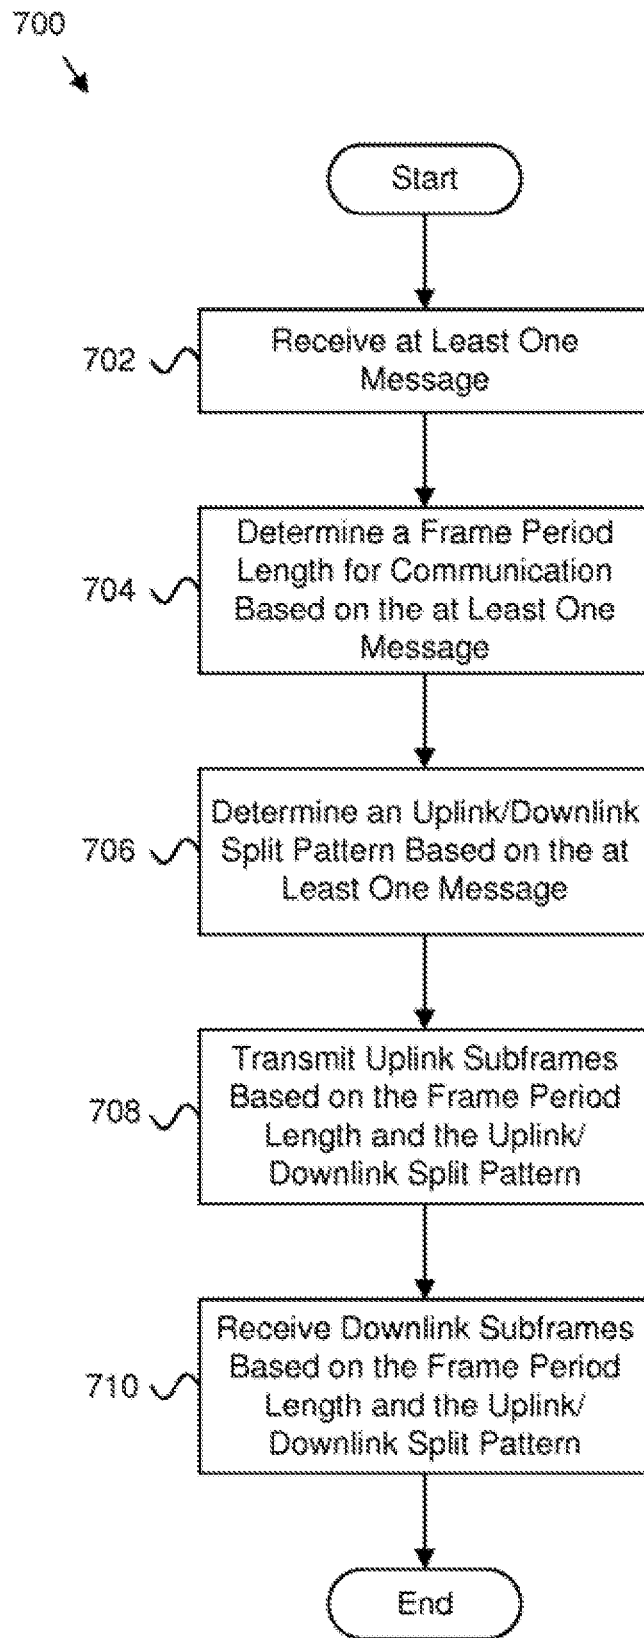 700
Start
702
Receive at Least One
Message
704
Determine a Frame Period
Length for Communication
Based on the at Least One
Message
706
Determine an Uplink/Downlink
Split Pattern Based on the at
Least One Message
708
Transmit Uplink Subframes
Based on the Frame Period
Length and the Uplink/
Downlink Split Pattern
710
Receive Downlink Subframes
Based on the Frame Period
Length and the Uplink/
Downlink Split Pattern
End